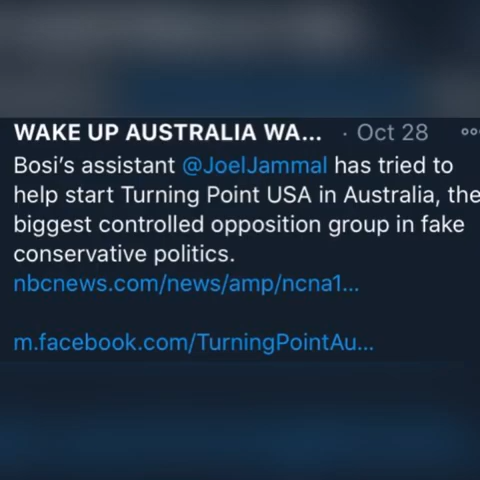 WAKE UP AUSTRALIA WA... · Oct 28
Bosi's assistant @JoelJammal has tried to
help start Turning Point USA in Australia, the
biggest controlled opposition group in fake
conservative politics.
nbcnews.com/news/amp/ncna1...
m.facebook.com/TurningPointAu...